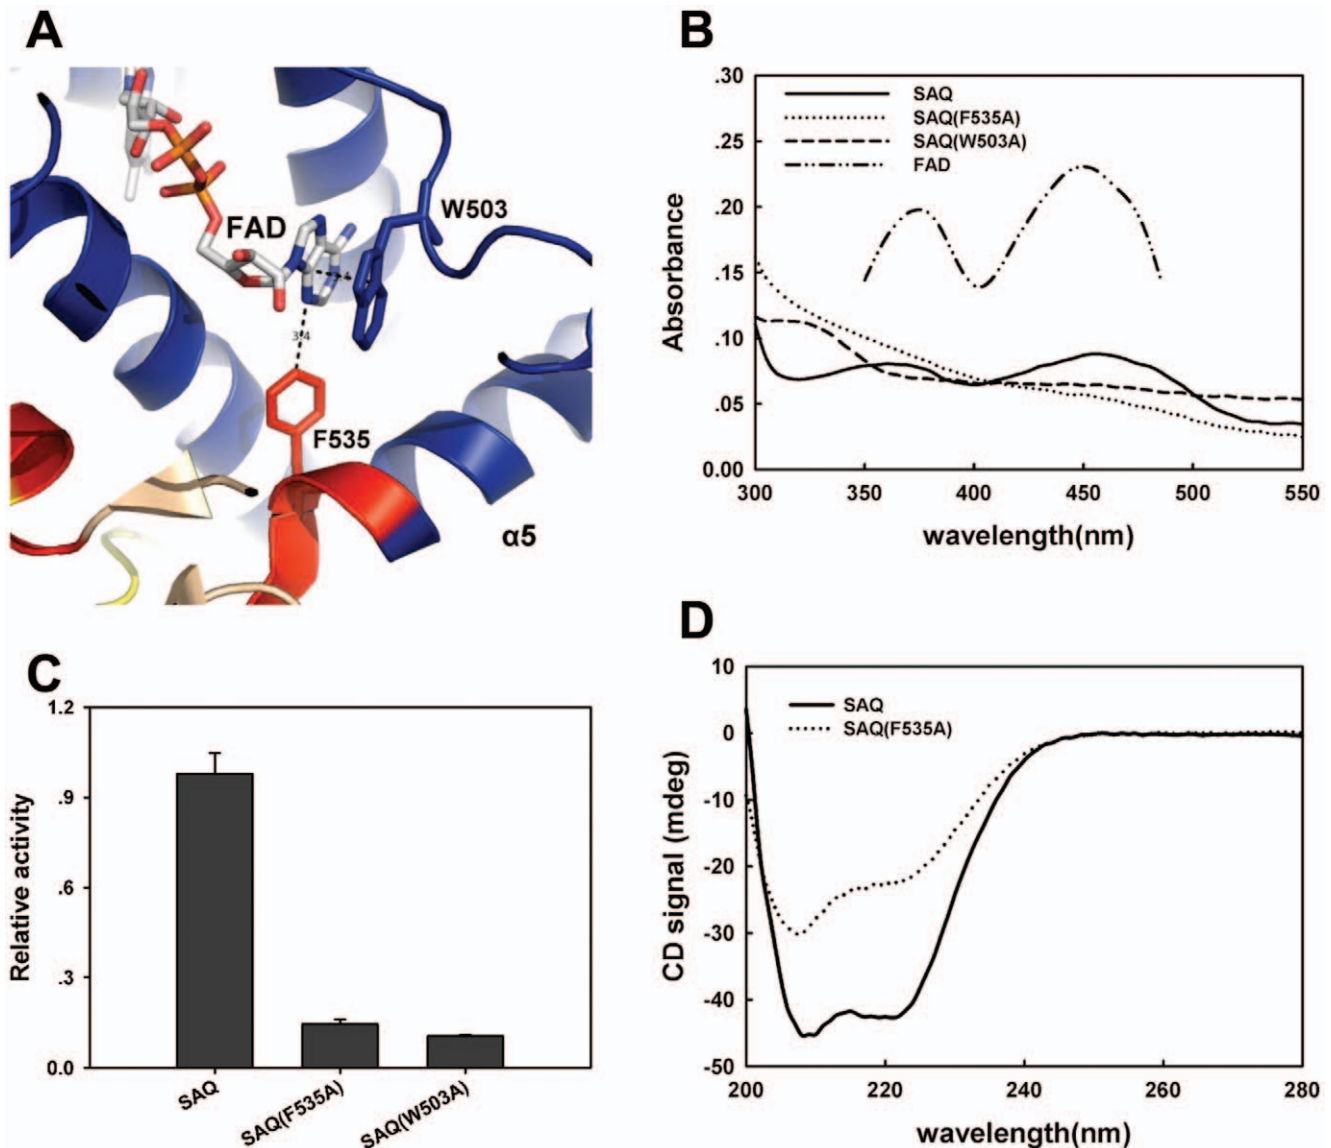 A
FAD
W503
3.4
F535
α5
B
.30
.25
.20
.15
.10
.05
0.00
Absorbance
SAQ
SAQ(F535A)
SAQ(W503A)
FAD
300
350
400
450
500
550
wavelength(nm)
C
1.2
.9
.6
.3
0.0
Relative activity
SAQ
SAQ(F535A)
SAQ(W503A)
D
10
0
-10
-20
-30
-40
-50
CD signal (mdeg)
SAQ
SAQ(F535A)
200
220
240
260
280
wavelength(nm)